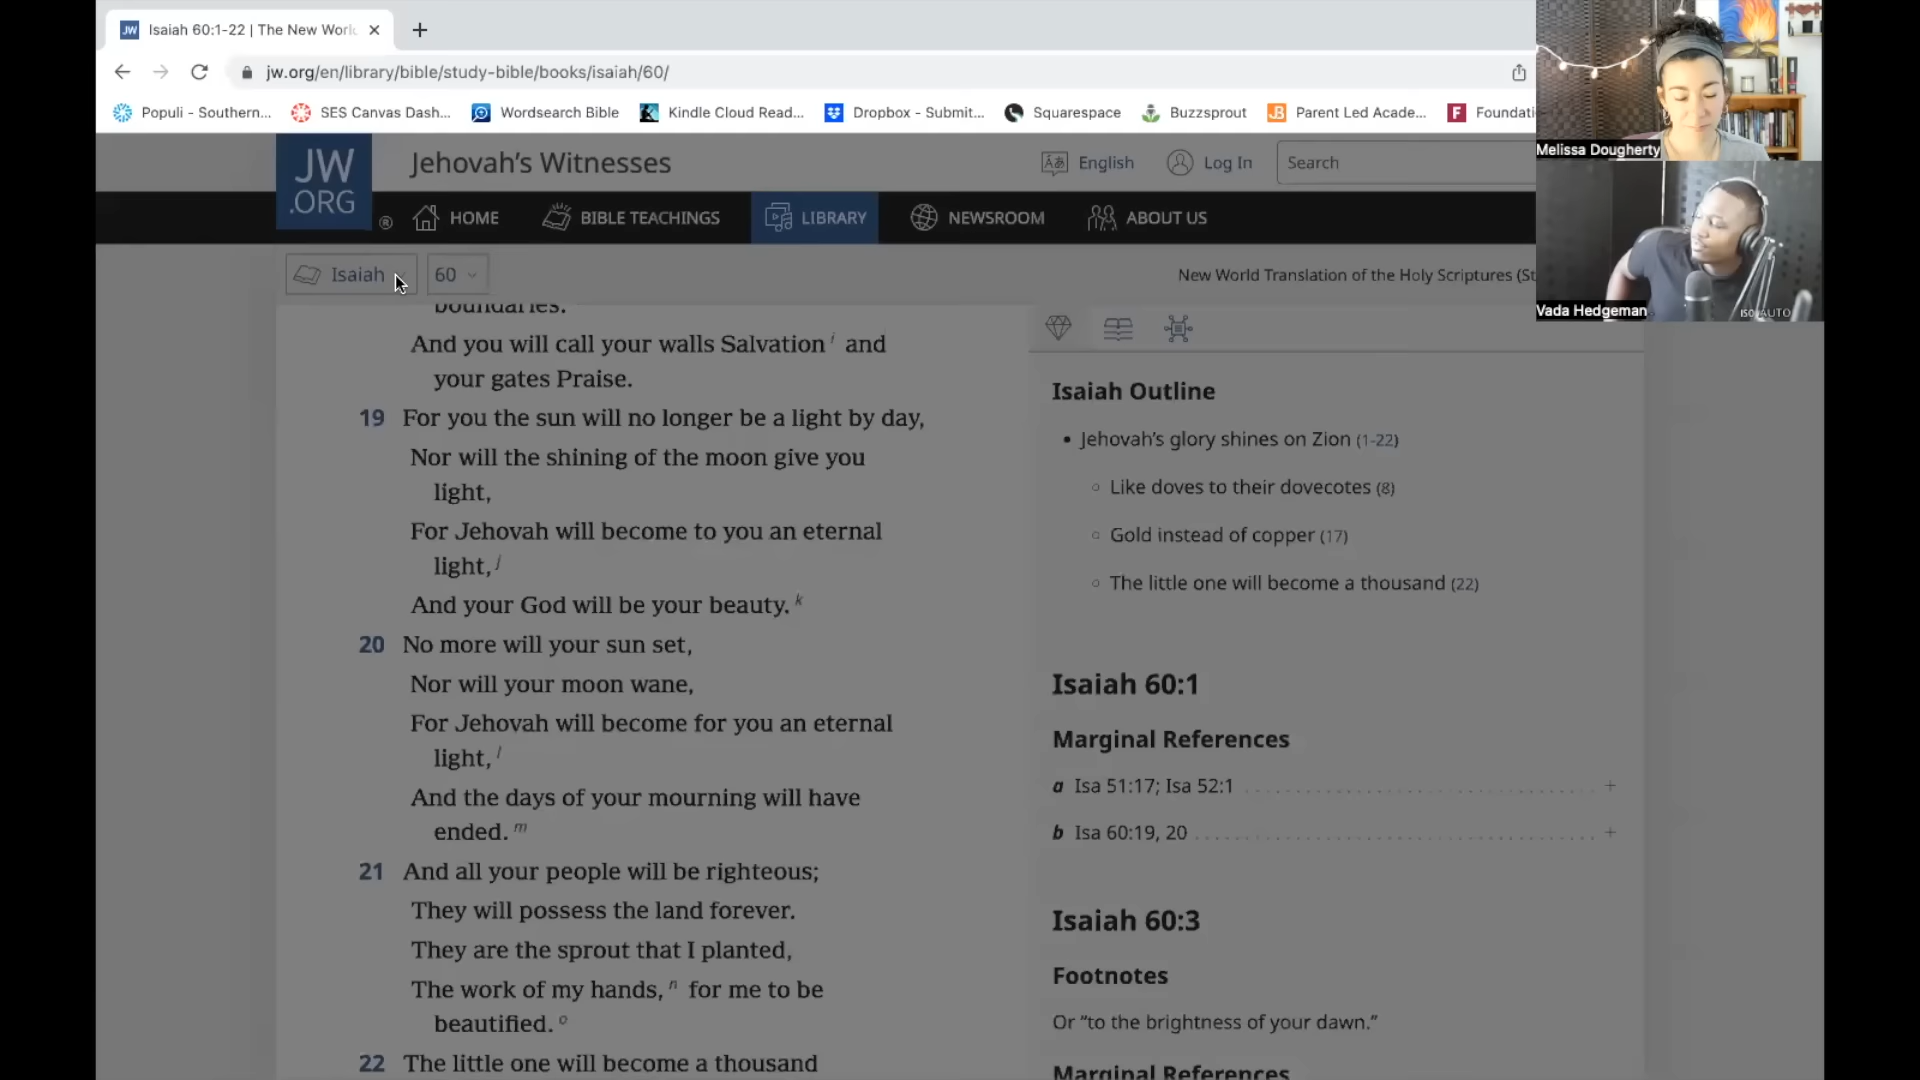 Isaiah 60:1-22 | The New Worl
jw.org/en/library/bible/study-bible/books/isaiah/60/
Populi - Southern... SES Canvas Dash... Wordsearch Bible Kindle Cloud Read... Dropbox - Submit... Squarespace Buzzsprout Parent Led Acade... Foundati
JW
.ORG
®
Jehovah's Witnesses
English Log In Search
HOME BIBLE TEACHINGS LIBRARY NEWSROOM ABOUT US
Isaiah 60
New World Translation of the Holy Scriptures (St
boundaries.
And you will call your walls Salvation i and
your gates Praise.
19 For you the sun will no longer be a light by day,
Nor will the shining of the moon give you
light,
For Jehovah will become to you an eternal
light, j
And your God will be your beauty. k
20 No more will your sun set,
Nor will your moon wane,
For Jehovah will become for you an eternal
light, l
And the days of your mourning will have
ended. m
21 And all your people will be righteous;
They will possess the land forever.
They are the sprout that I planted,
The work of my hands, n for me to be
beautified. o
22 The little one will become a thousand
Isaiah Outline
• Jehovah's glory shines on Zion (1-22)
○ Like doves to their dovecotes (8)
○ Gold instead of copper (17)
○ The little one will become a thousand (22)
Isaiah 60:1
Marginal References
a Isa 51:17; Isa 52:1 +
b Isa 60:19, 20 +
Isaiah 60:3
Footnotes
Or “to the brightness of your dawn.”
Marginal References
Melissa Dougherty
Vada Hedgeman
ISO AUTO